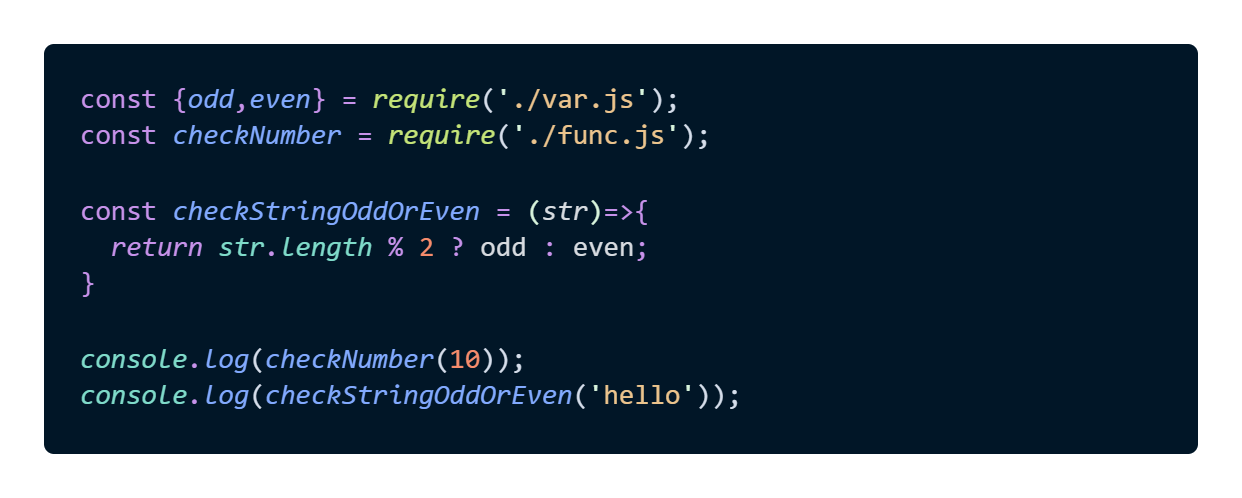 const {odd,even} = require('./var.js');
const checkNumber = require('./func.js');

const checkStringOddOrEven = (str)=>{
  return str.length % 2 ? odd : even;
}

console.log(checkNumber(10));
console.log(checkStringOddOrEven('hello'));